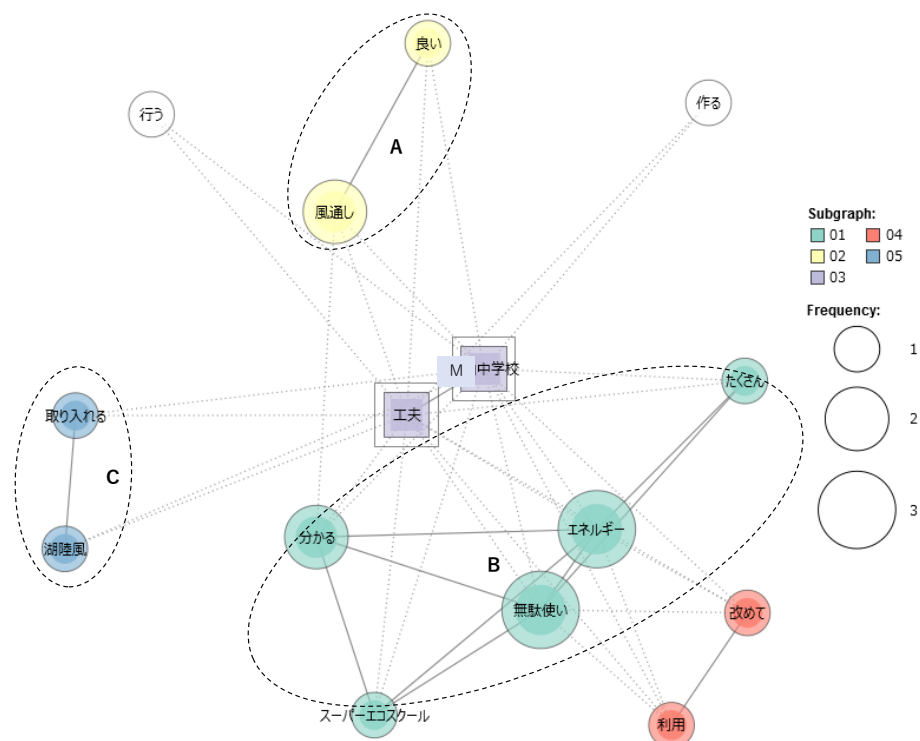 良い
行う
作る
A
風通し
Subgraph:
01 04
02 05
03
Frequency:
1
2
3
M 中学校
たくさん
取り入れる
工夫
C
湖陸風
分かる
エネルギー
B
無駄使い
改めて
スーパーエコスクール
利用